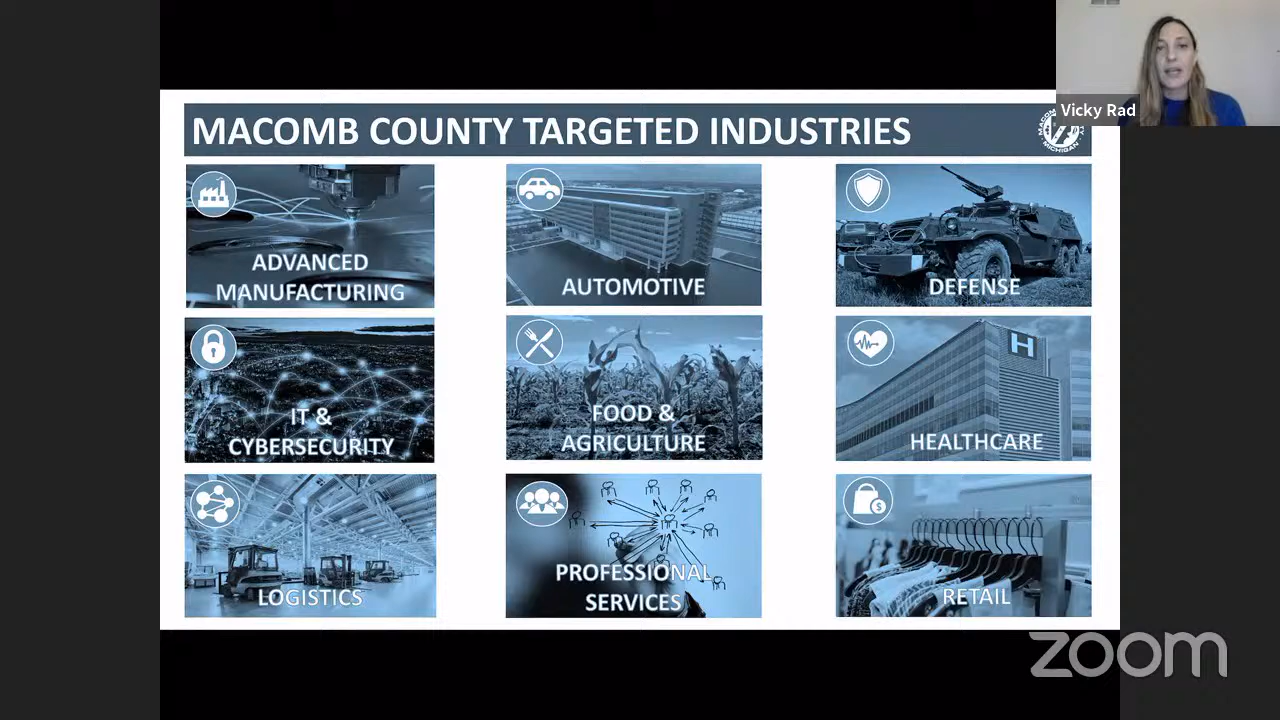 Vicky Rad
MACOMB COUNTY TARGETED INDUSTRIES
ADVANCED
MANUFACTURING
AUTOMOTIVE
DEFENSE
IT &
CYBERSECURITY
FOOD &
AGRICULTURE
H
HEALTHCARE
LOGISTICS
PROFESSIONAL
SERVICES
$
RETAIL
zoom